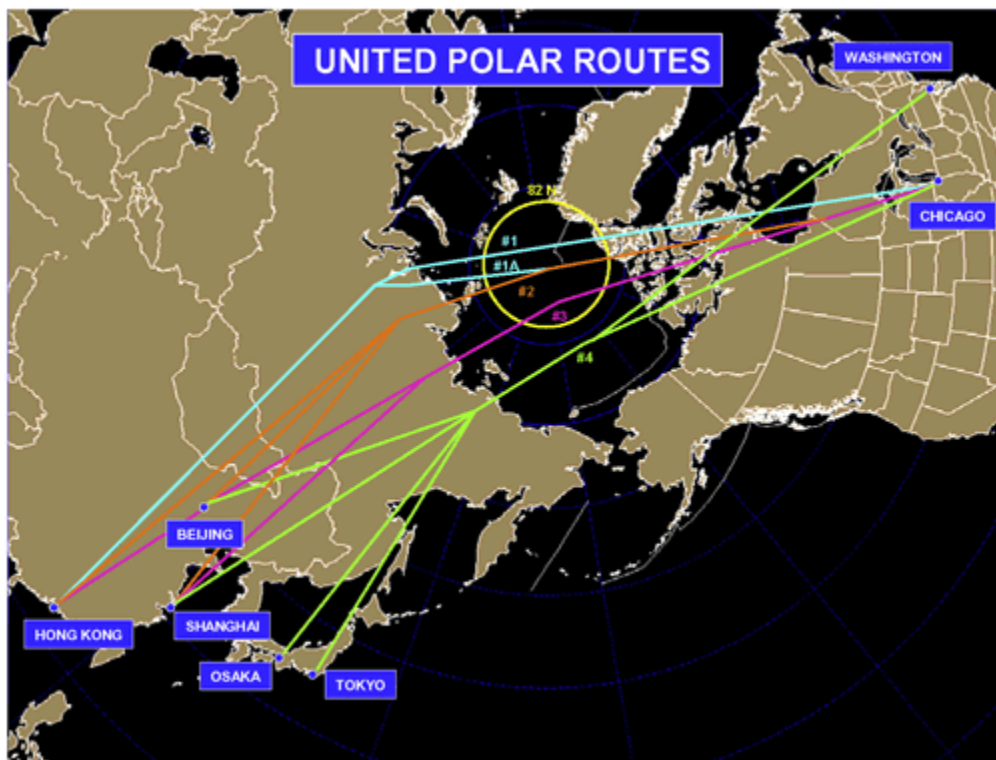 UNITED POLAR ROUTES
WASHINGTON
82 N
CHICAGO
#1
#1A
#2
#3
#4
BEIJING
HONG KONG
SHANGHAI
OSAKA
TOKYO